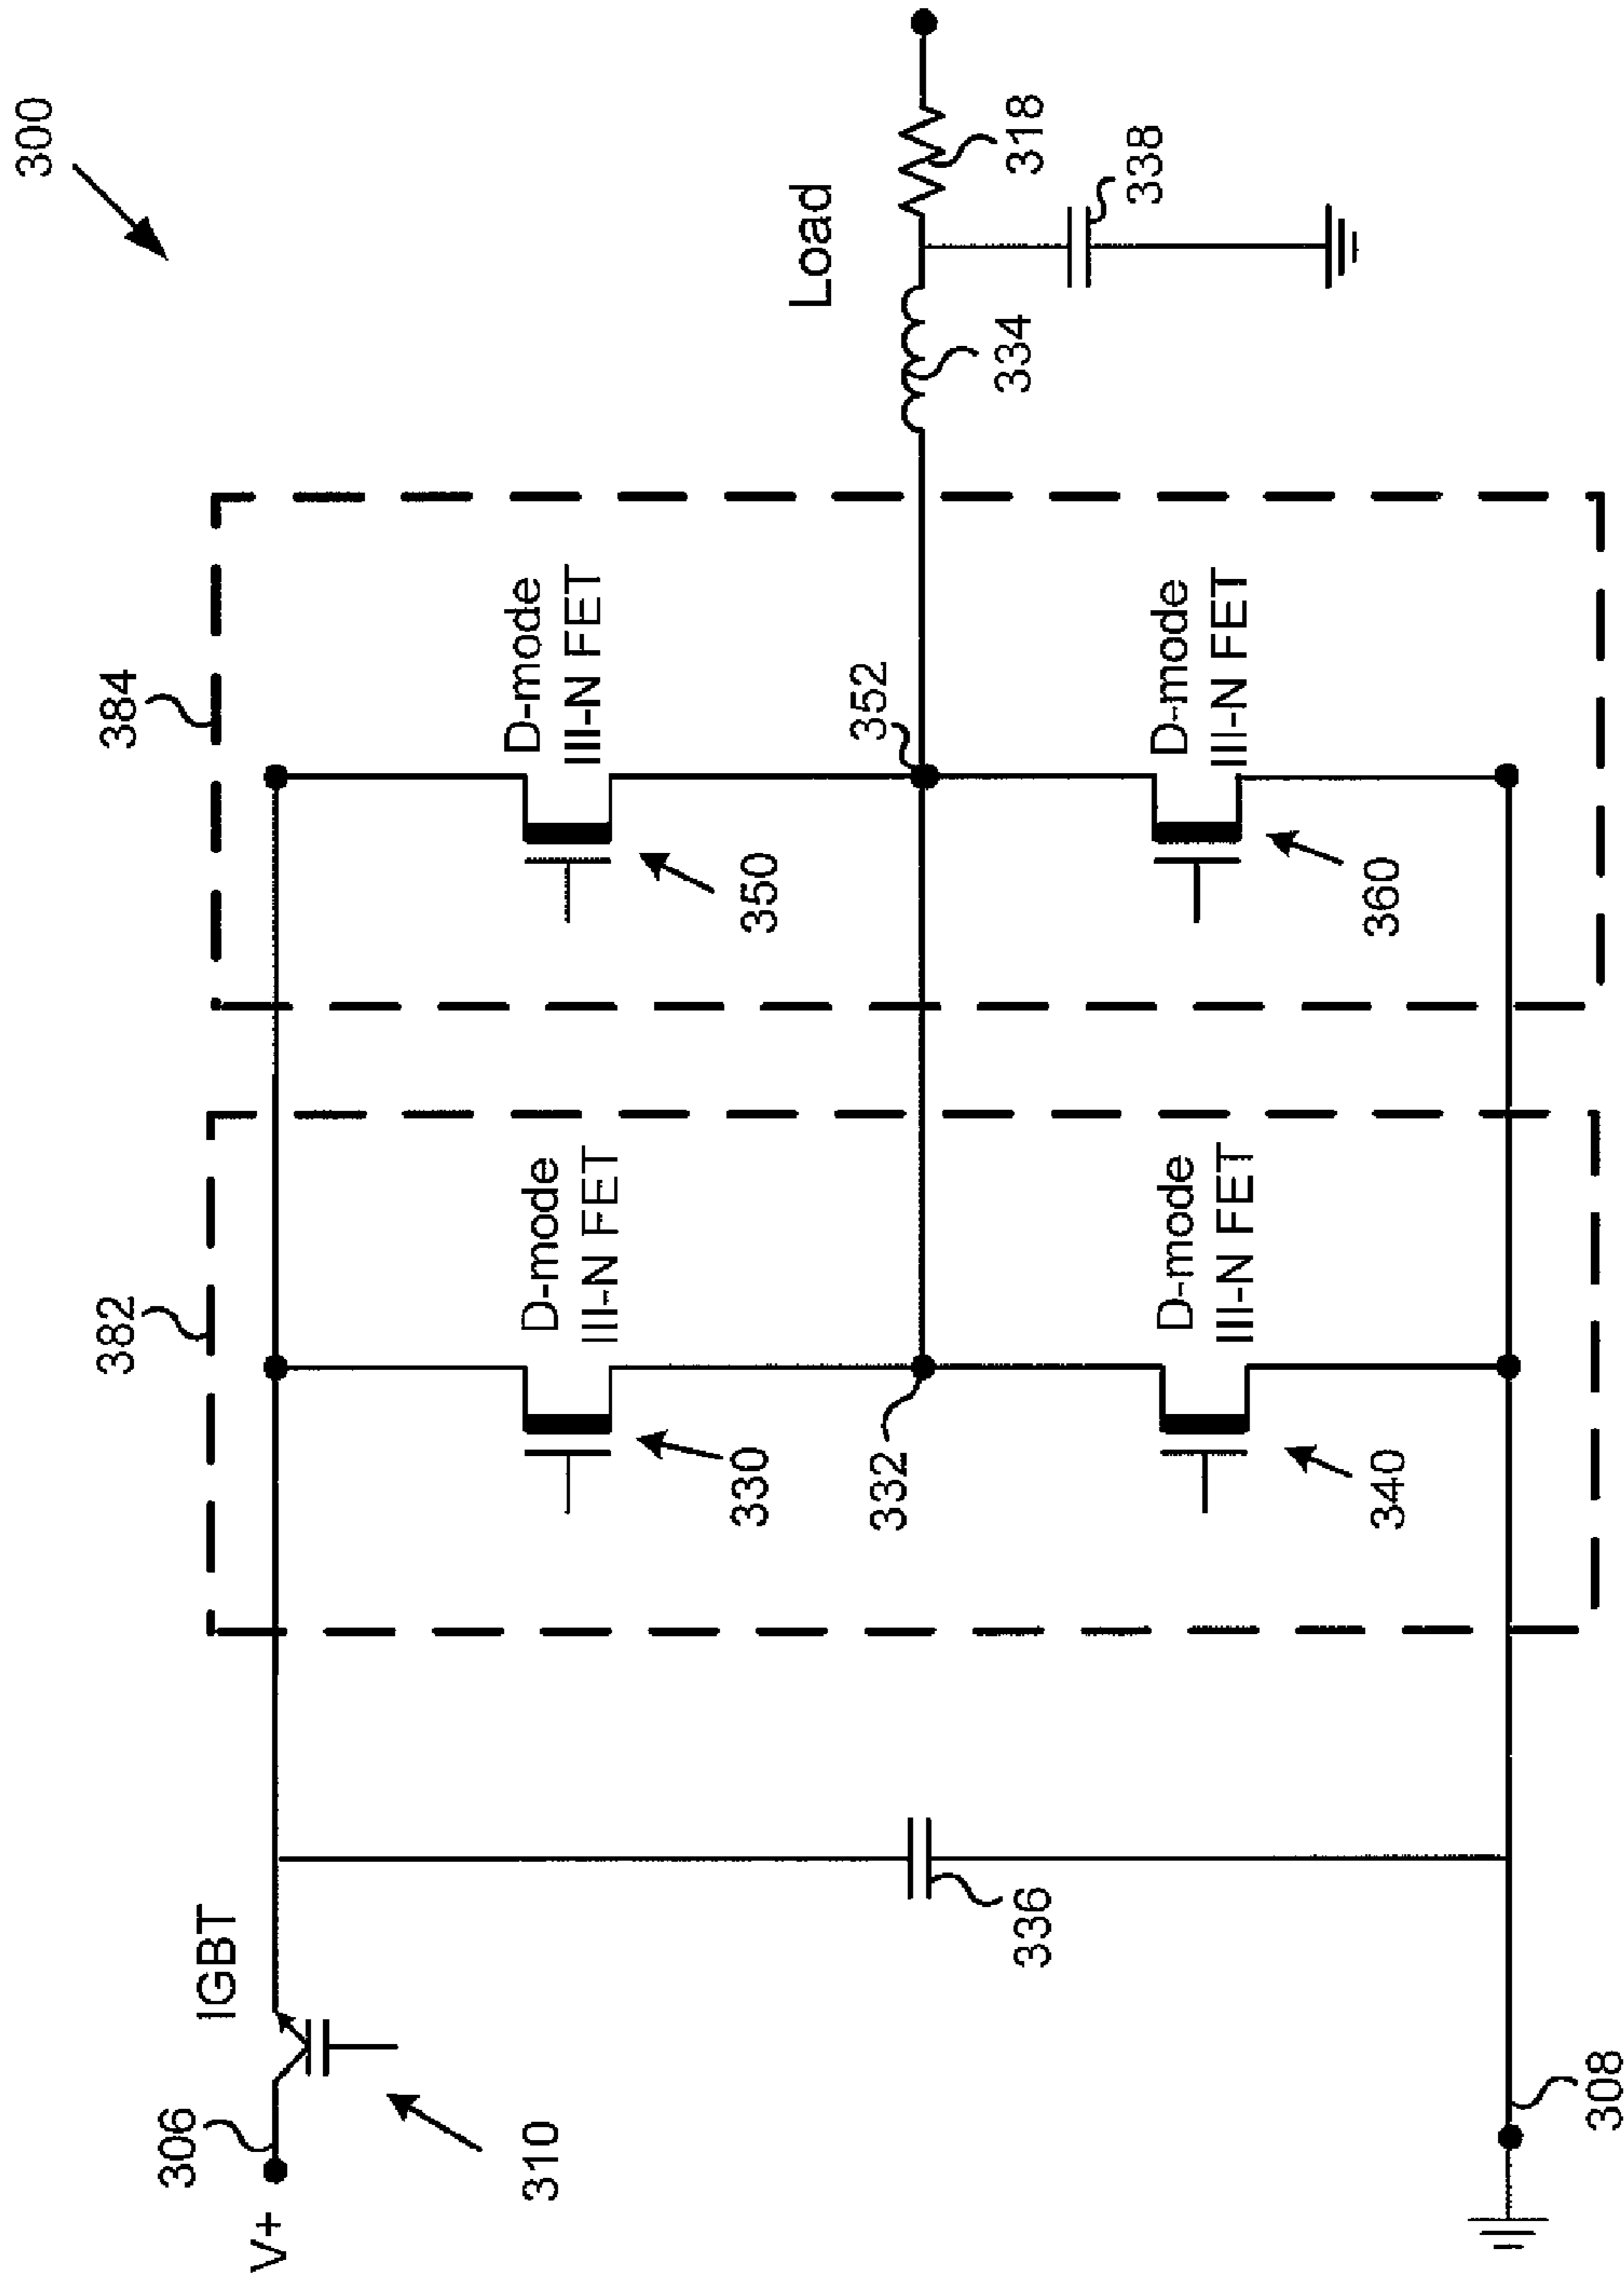 300
384
382
IGBT
V+
306
310
D-mode
III-N FET
330
D-mode
III-N FET
350
332
352
Load
334
318
338
336
D-mode
III-N FET
340
D-mode
III-N FET
360
308